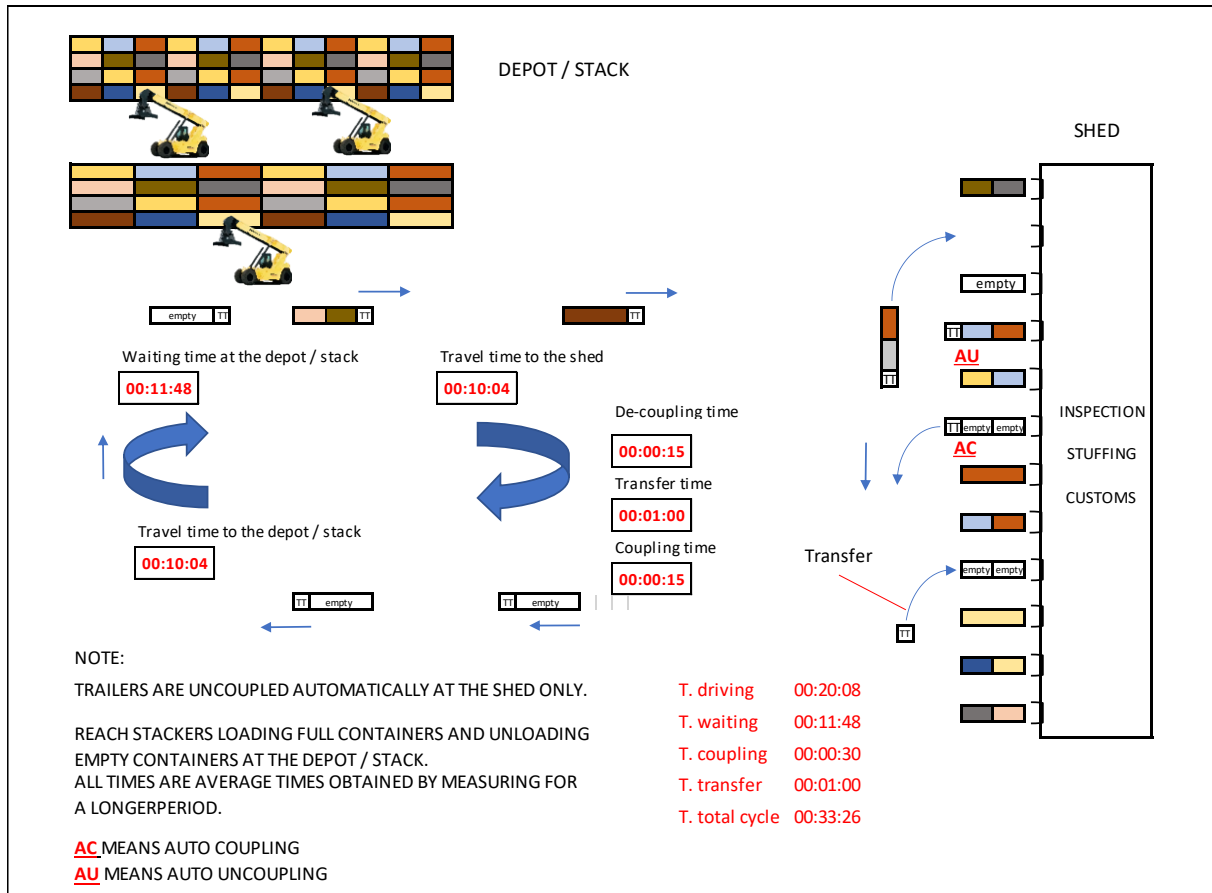 DEPOT / STACK
SHED
empty
TT
TT
TT
empty
TT
AU
Waiting time at the depot / stack
00:11:48
Travel time to the shed
00:10:04
TT
De-coupling time
00:00:15
TT empty empty
AC
INSPECTION
STUFFING
CUSTOMS
Transfer time
00:01:00
Travel time to the depot / stack
00:10:04
Coupling time
00:00:15
Transfer
empty empty
TT empty
TT empty
TT
NOTE:
TRAILERS ARE UNCOUPLED AUTOMATICALLY AT THE SHED ONLY.
REACH STACKERS LOADING FULL CONTAINERS AND UNLOADING
EMPTY CONTAINERS AT THE DEPOT / STACK.
ALL TIMES ARE AVERAGE TIMES OBTAINED BY MEASURING FOR
A LONGERPERIOD.
AC MEANS AUTO COUPLING
AU MEANS AUTO UNCOUPLING
T. driving 00:20:08
T. waiting 00:11:48
T. coupling 00:00:30
T. transfer 00:01:00
T. total cycle 00:33:26